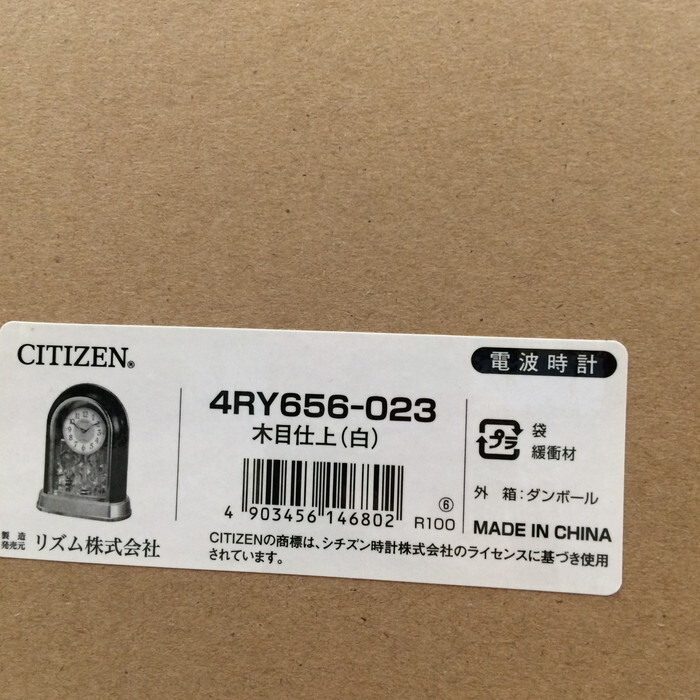 CITIZEN®
電波時計
4RY656-023
木目仕上(白)
4 903456 146802
⑥
R100
プラ
袋
緩衝材
外 箱:ダンボール
MADE IN CHINA
製造
発売元
リズム株式会社
CITIZENの商標は、シチズン時計株式会社のライセンスに基づき使用
されています。